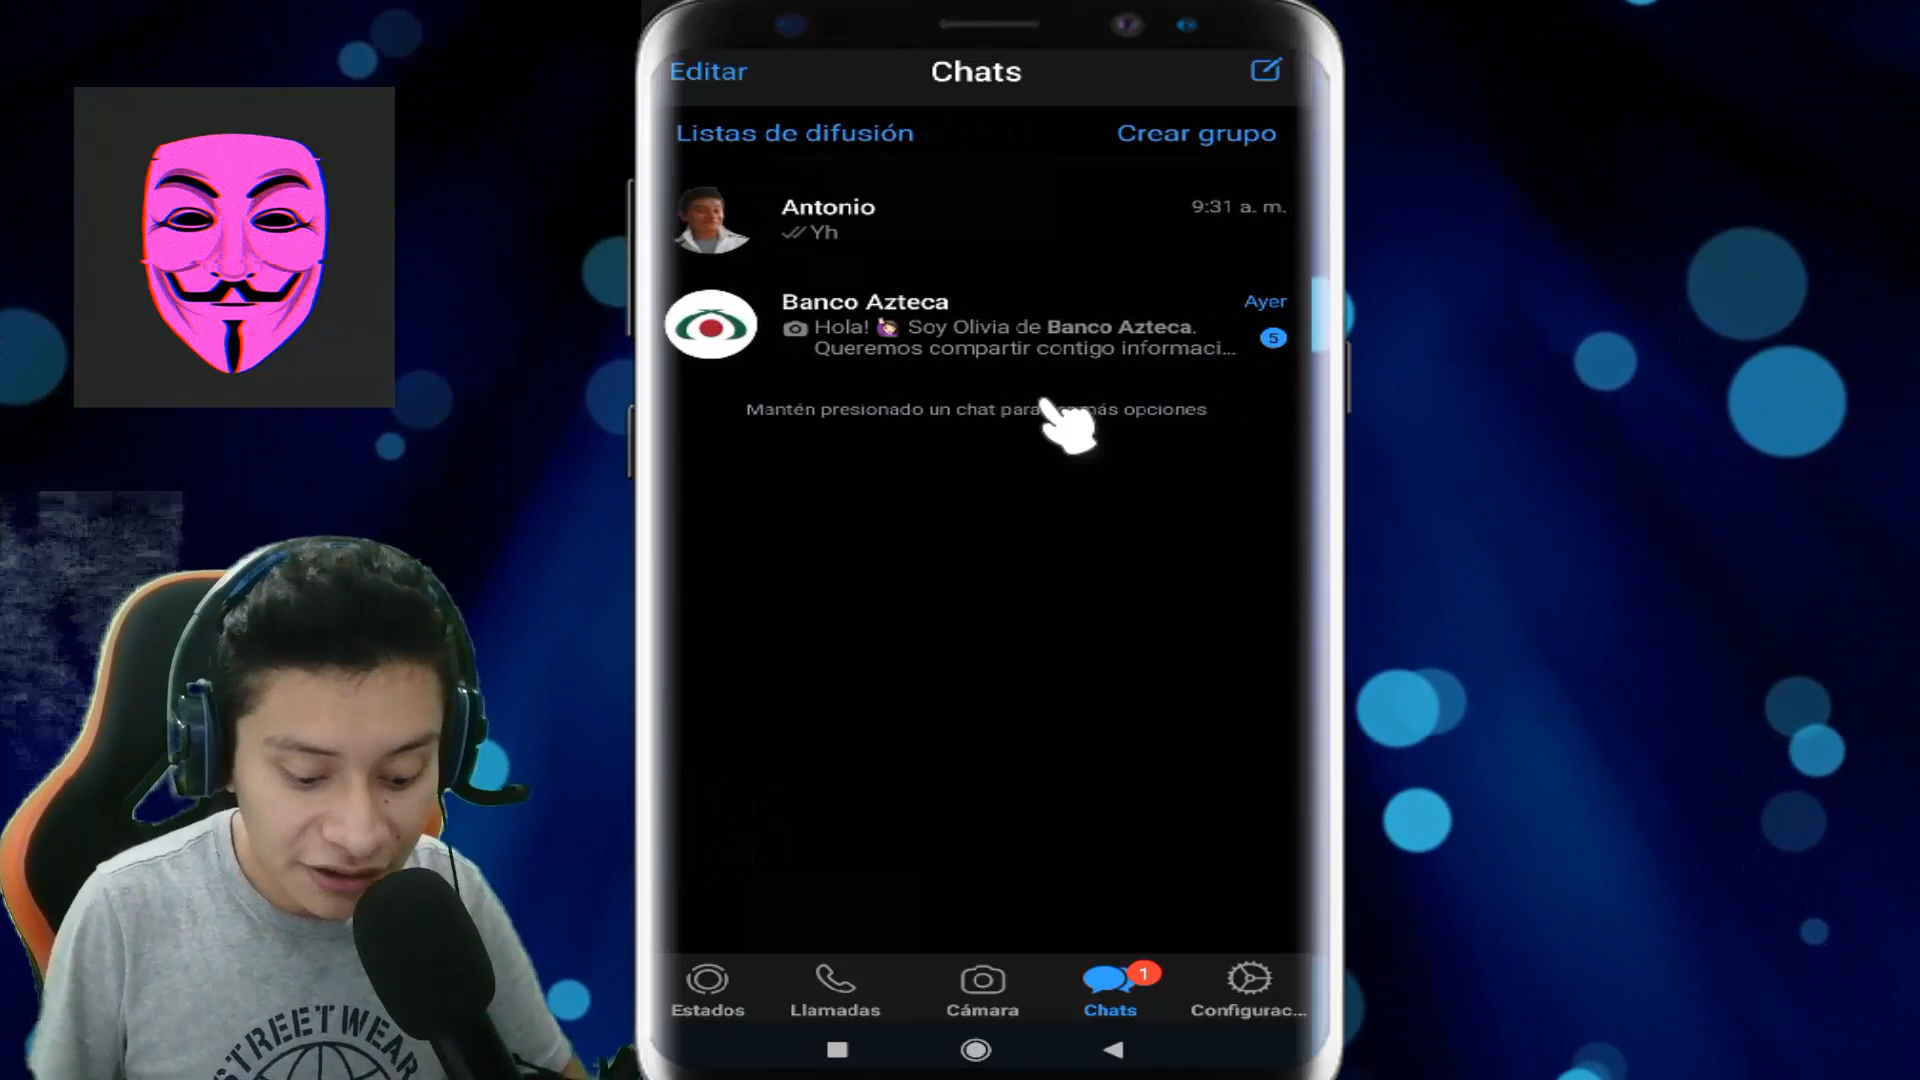 Editar
Chats
Listas de difusión
Crear grupo
Antonio
9:31 a. m.
Yh
Banco Azteca
Ayer
Hola! 🙋🏻‍♀️ Soy Olivia de Banco Azteca.
Queremos compartir contigo informaci...
5
Mantén presionado un chat para más opciones
1
Estados
Llamadas
Cámara
Chats
Configurac...
STREETWEAR